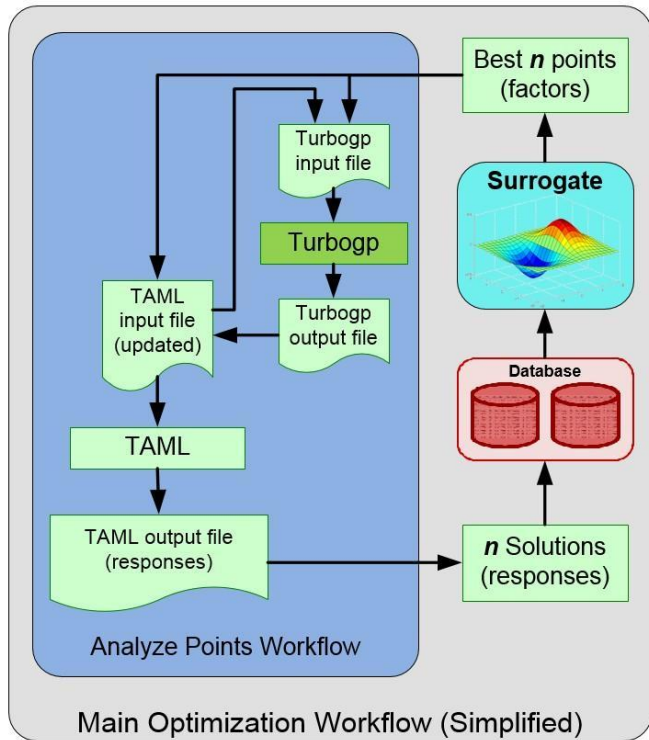 Best n points
(factors)
Turbogp
input file
Surrogate
Turbogp
TAML
input file
(updated)
Turbogp
output file
Database
TAML
TAML output file
(responses)
n Solutions
(responses)
Analyze Points Workflow
Main Optimization Workflow (Simplified)